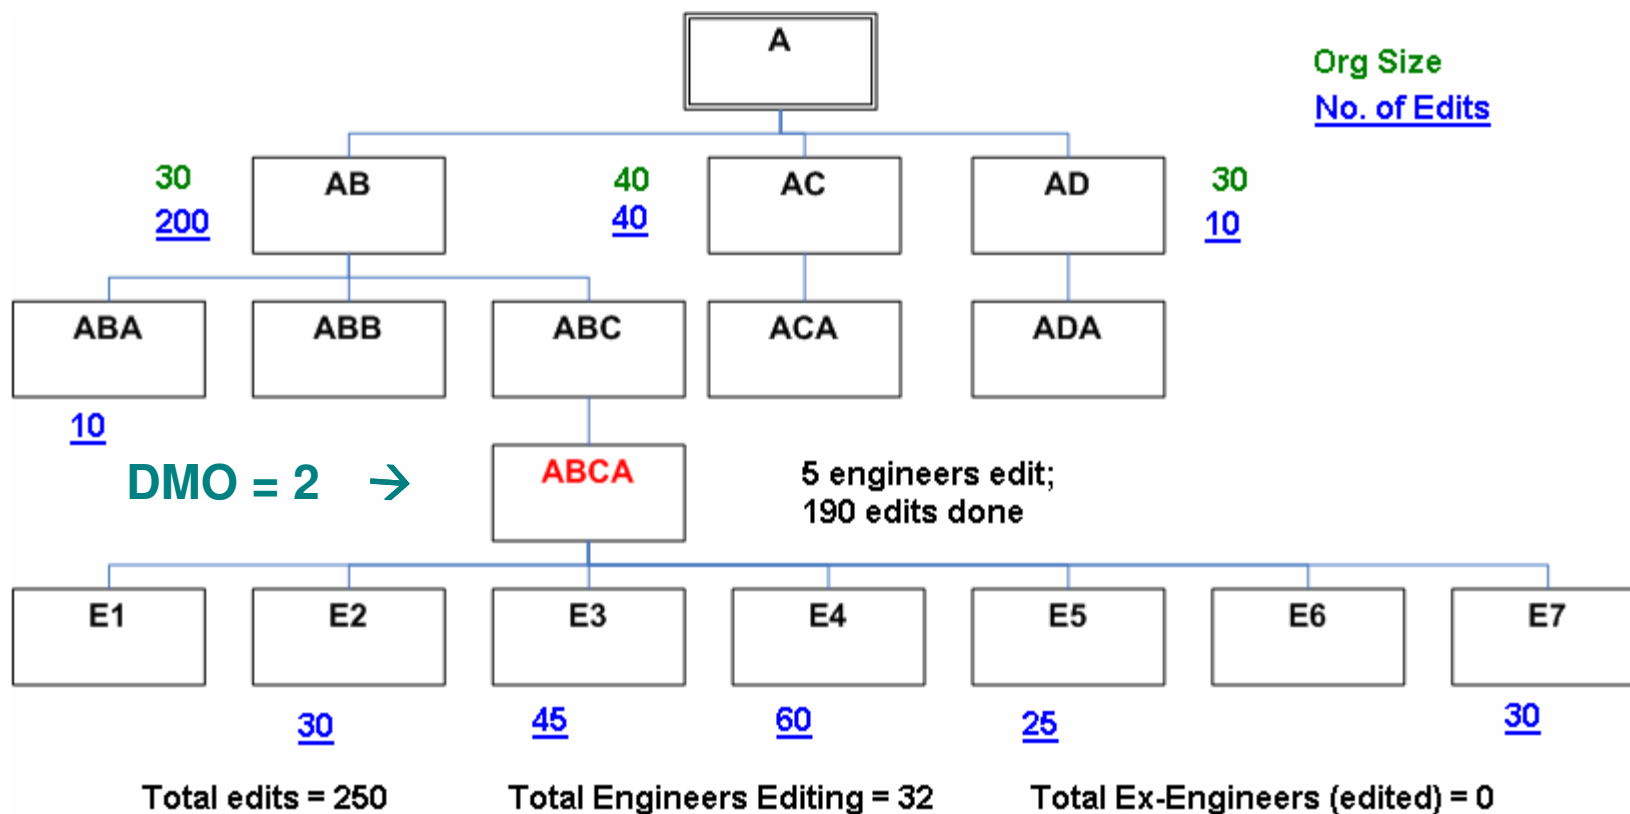 A
Org Size
No. of Edits
30
200
AB
40
40
AC
AD
30
10
ABA
ABB
ABC
ACA
ADA
10
DMO = 2 →
ABCA
5 engineers edit;
190 edits done
E1
E2
E3
E4
E5
E6
E7
30
45
60
25
30
Total edits = 250
Total Engineers Editing = 32
Total Ex-Engineers (edited) = 0